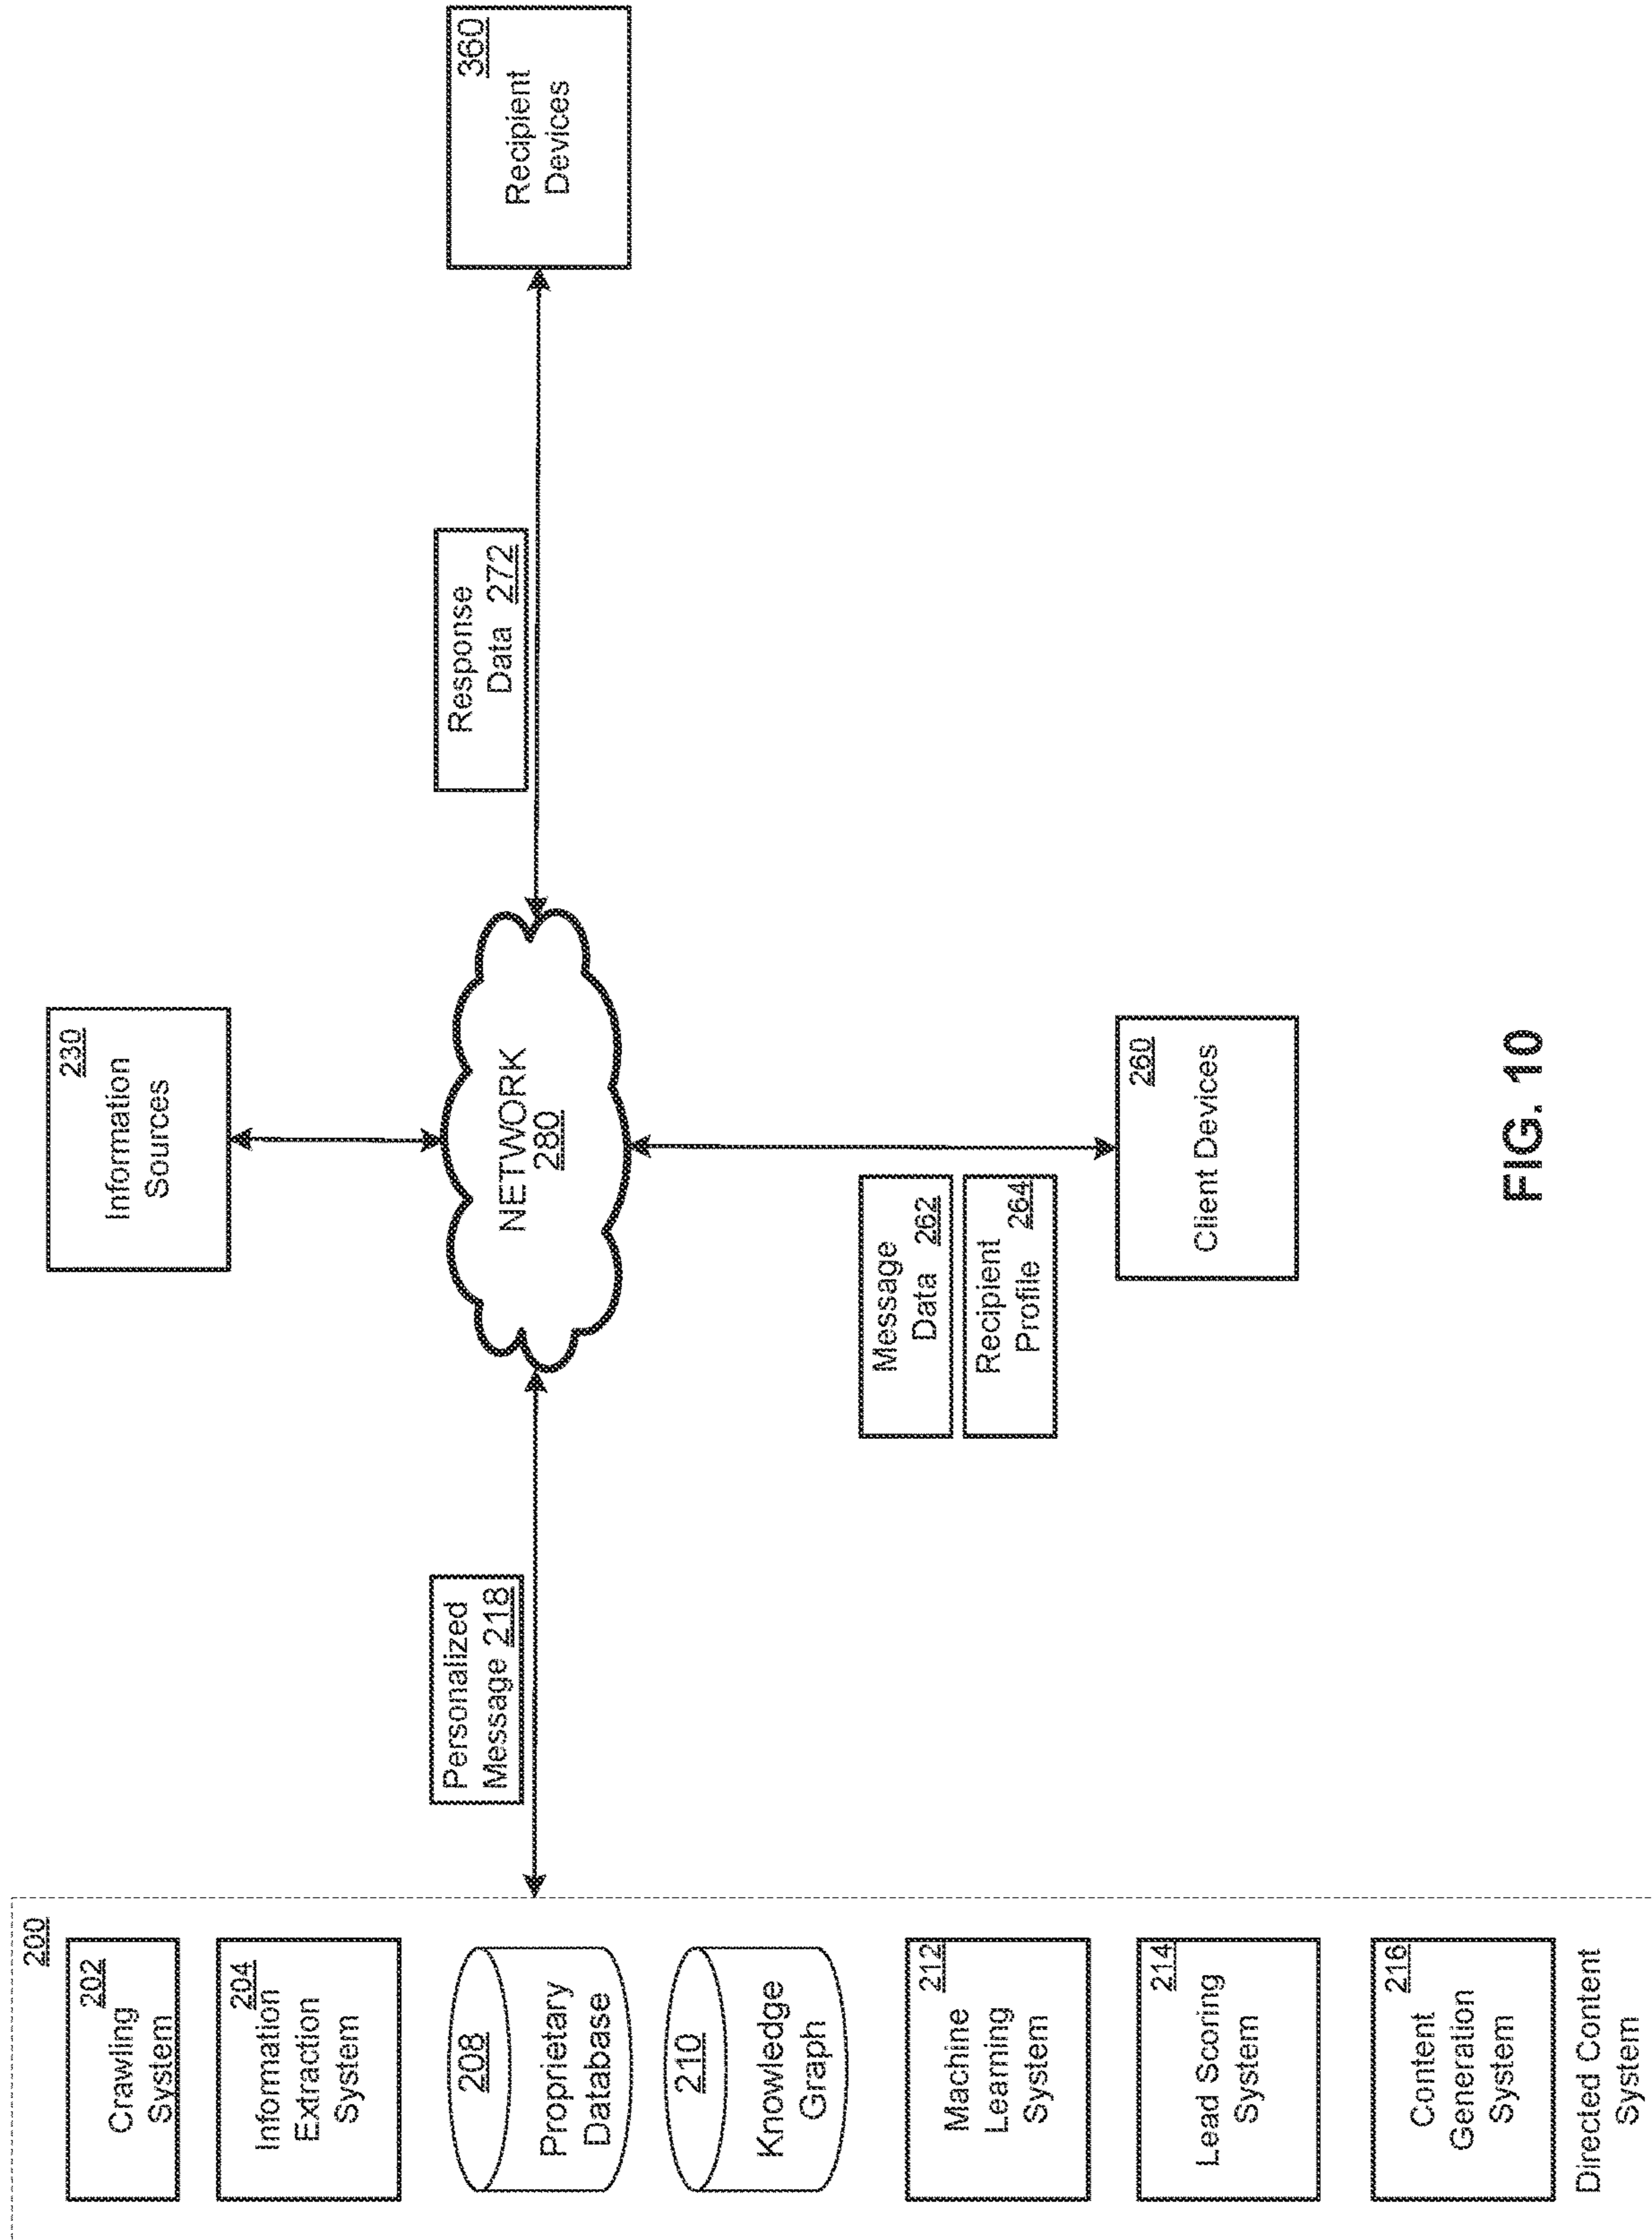 200
202
Crawling
System
204
Information
Extraction
System
208
Proprietary
Database
210
Knowledge
Graph
212
Machine
Learning
System
214
Lead Scoring
System
216
Content
Generation
System
Directed Content
System
Personalized
Message 218
230
Information
Sources
NETWORK
280
Message
Data 262
Recipient
Profile 264
260
Client Devices
Response
Data 272
360
Recipient
Devices
FIG. 10